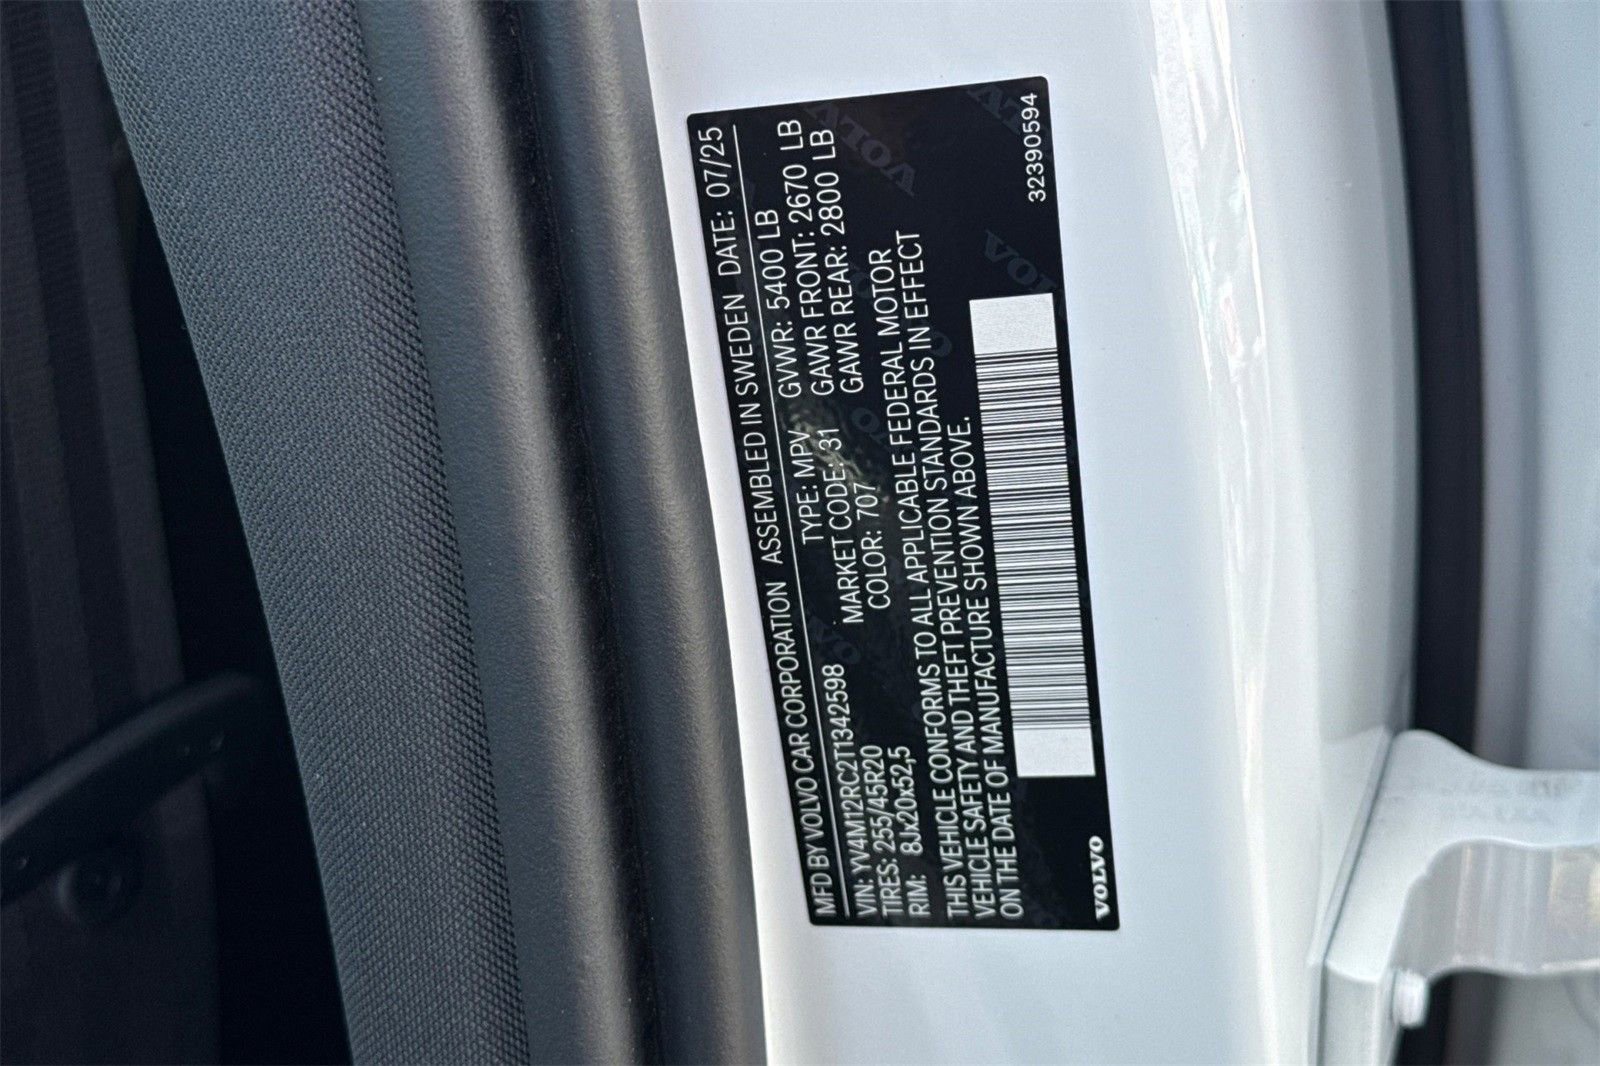 MFD BY VOLVO CAR CORPORATION ASSEMBLED IN SWEDEN DATE: 07/25
VIN: YV4M12RC2T1342598 TYPE: MPV GVWR: 5400 LB
TIRES: 255/45R20 MARKET CODE: 31 GAWR FRONT: 2670 LB
RIM: 8Jx20x52,5 COLOR: 707 GAWR REAR: 2800 LB
THIS VEHICLE CONFORMS TO ALL APPLICABLE FEDERAL MOTOR
VEHICLE SAFETY AND THEFT PREVENTION STANDARDS IN EFFECT
ON THE DATE OF MANUFACTURE SHOWN ABOVE.
VOLVO
32390594